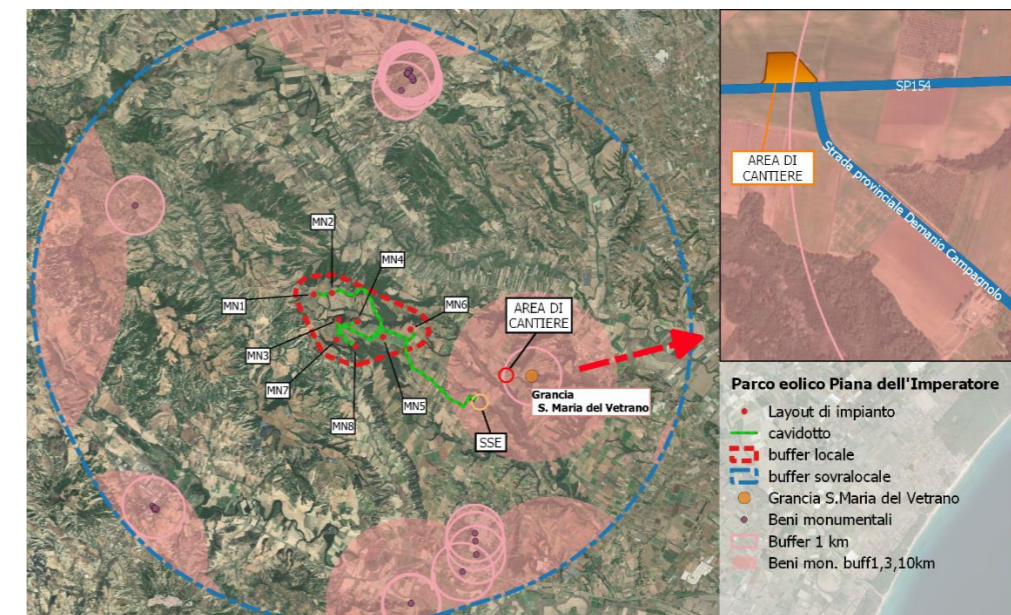 MN2
MN4
MN1
MN6
AREA DI
CANTIERE
MN3
MN7
MN5
MN8
Grancia
S. Maria del Vetrano
SSE
SP154
AREA DI
CANTIERE
Strada provinciale Demanio Campagnolo
Parco eolico Piana dell'Imperatore
Layout di impianto
cavidotto
buffer locale
buffer sovralocale
Grancia S.Maria del Vetrano
Beni monumentali
Buffer 1 km
Beni mon. buff1,3,10km